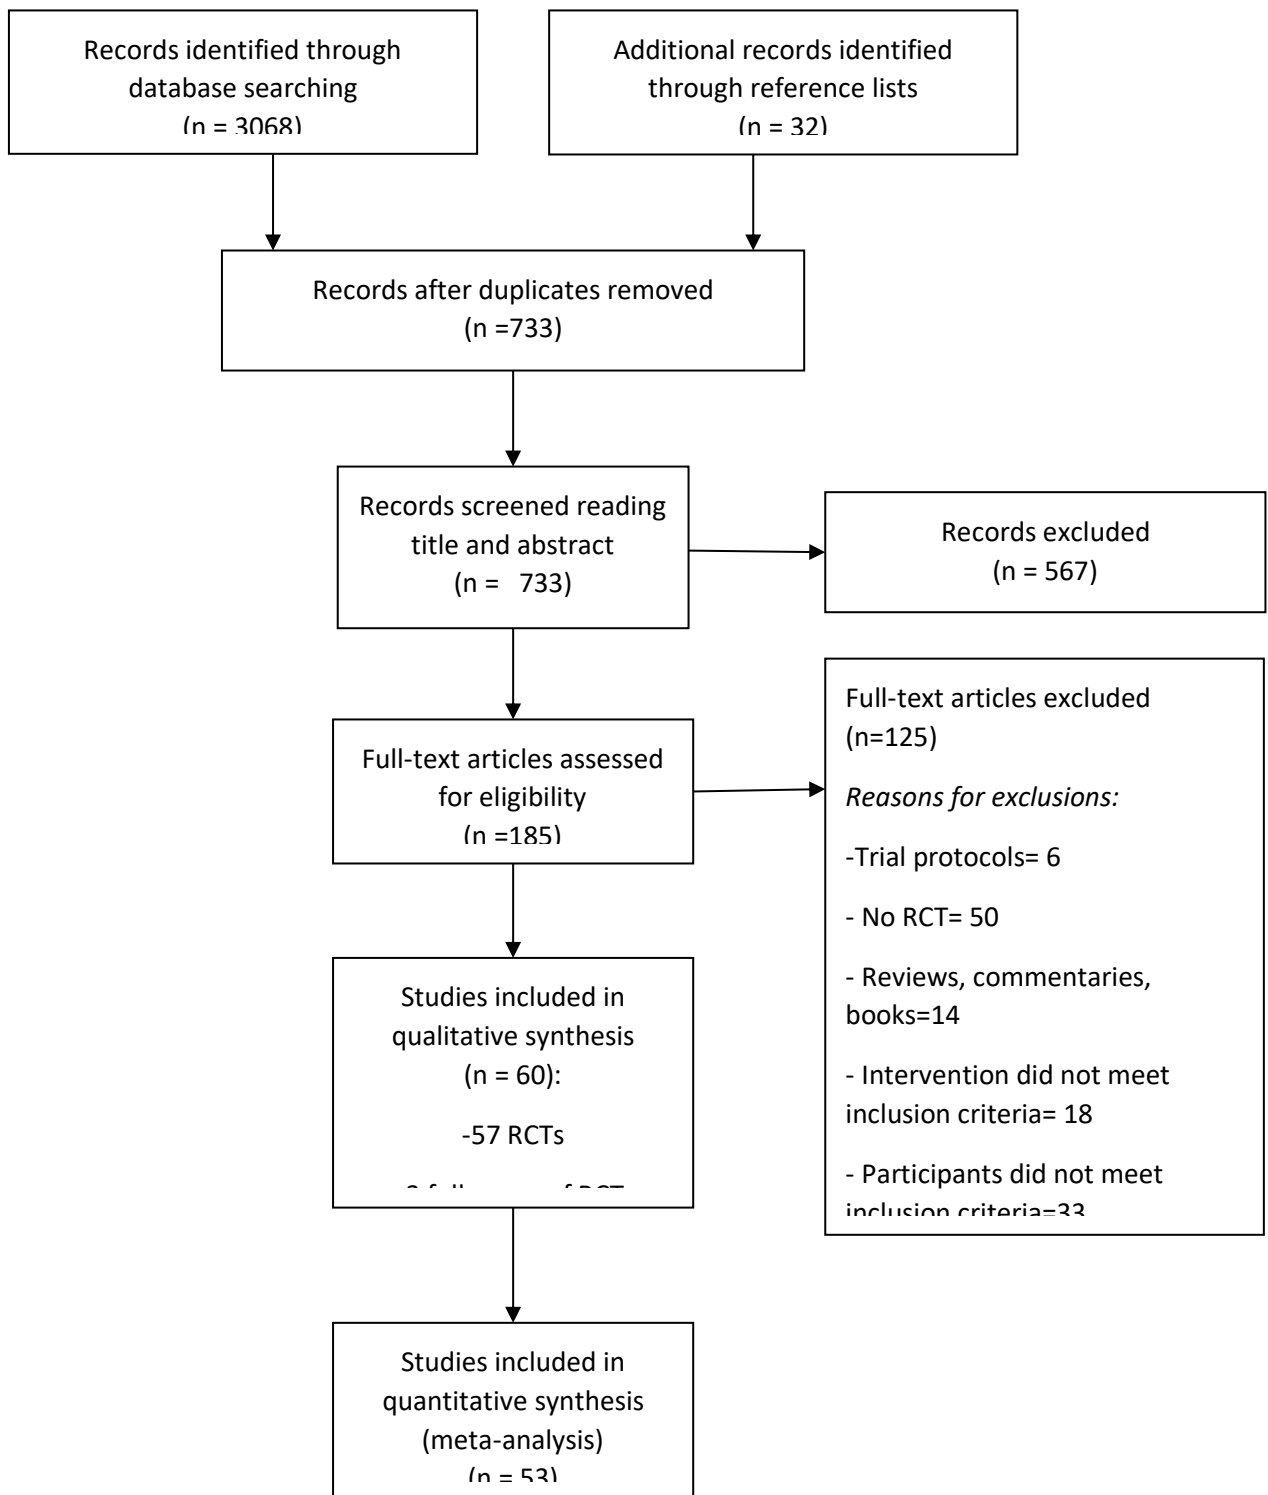 Records identified through
database searching
(n = 3068)
Additional records identified
through reference lists
(n = 32)
Records after duplicates removed
(n =733)
Records screened reading
title and abstract
(n = 733)
Records excluded
(n = 567)
Full-text articles assessed
for eligibility
(n =185)
Full-text articles excluded
(n=125)
Reasons for exclusions:
-Trial protocols= 6
- No RCT= 50
- Reviews, commentaries,
books=14
- Intervention did not meet
inclusion criteria= 18
- Participants did not meet
inclusion criteria=33
Studies included in
qualitative synthesis
(n = 60):
-57 RCTs
Studies included in
quantitative synthesis
(meta-analysis)
(n = 53)